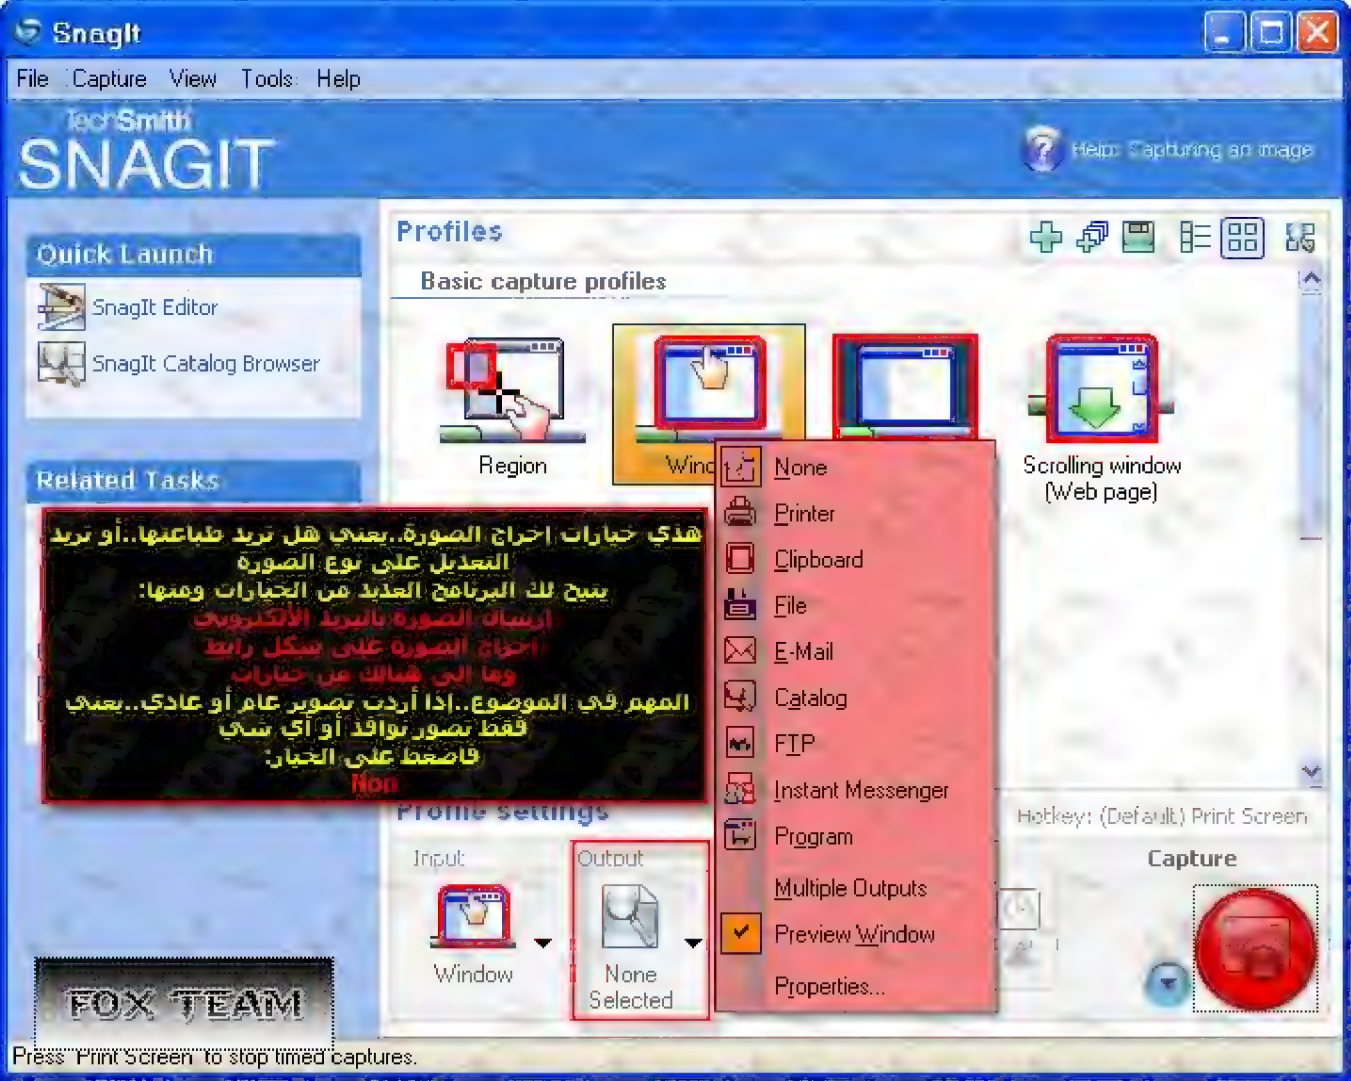 SnagIt
File Capture View Tools Help
TechSmith
SNAGIT
Help: Capturing an image
Quick Launch
SnagIt Editor
SnagIt Catalog Browser
Related Tasks
Profiles
Basic capture profiles
Region
Wind
Scrolling window
(Web page)
None
Printer
Clipboard
File
E-Mail
Catalog
FTP
Instant Messenger
Program
Multiple Outputs
Preview Window
Properties...
هذي خيارات إخراج الصورة..يعني هل تريد طباعتها..أو تريد
التعديل على نوع الصورة
يتيح لك البرنامج العديد من الخيارات ومنها:
إرسال الصورة بالبريد الألكتروني
إخراج الصورة على شكل رابط
وما إلى هنالك من خيارات
المهم في الموضوع..إذا أردت تصوير عام أو عادي..يعني
فقط تصور نوافذ أو أي شي
فاضغط على الخيار:
Non
Profile settings
Input
Window
Output
None
Selected
Hotkey: (Default) Print Screen
Capture
FOX TEAM
Press 'Print Screen' to stop timed captures.